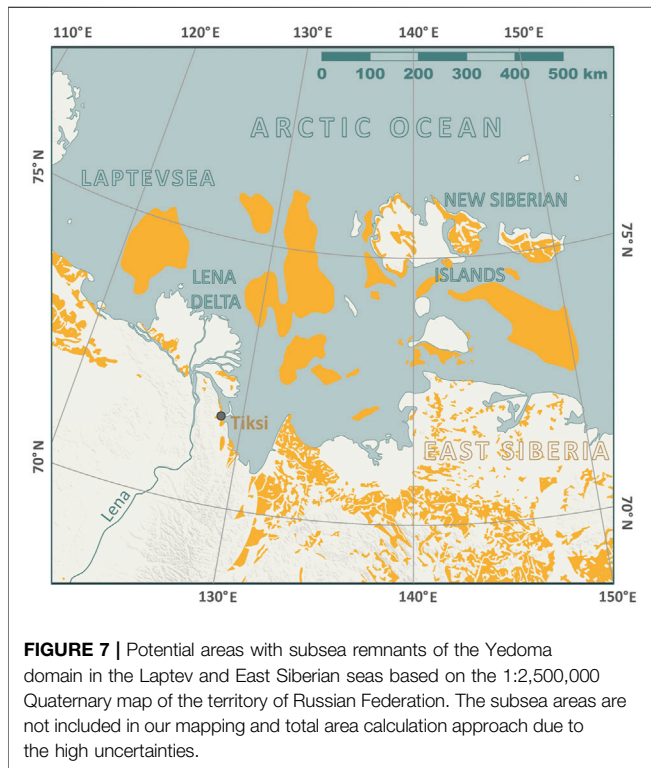 110°E 120°E 130°E 140°E 150°E
0 100 200 300 400 500 km
ARCTIC OCEAN
75°N
LAPTEVSEA
NEW SIBERIAN
75°N
LENA
DELTA
ISLANDS
Tiksi
EAST SIBERIA
70°N
Lena
70°N
130°E 140°E 150°E
FIGURE 7 | Potential areas with subsea remnants of the Yedoma
domain in the Laptev and East Siberian seas based on the 1:2,500,000
Quaternary map of the territory of Russian Federation. The subsea areas are
not included in our mapping and total area calculation approach due to
the high uncertainties.